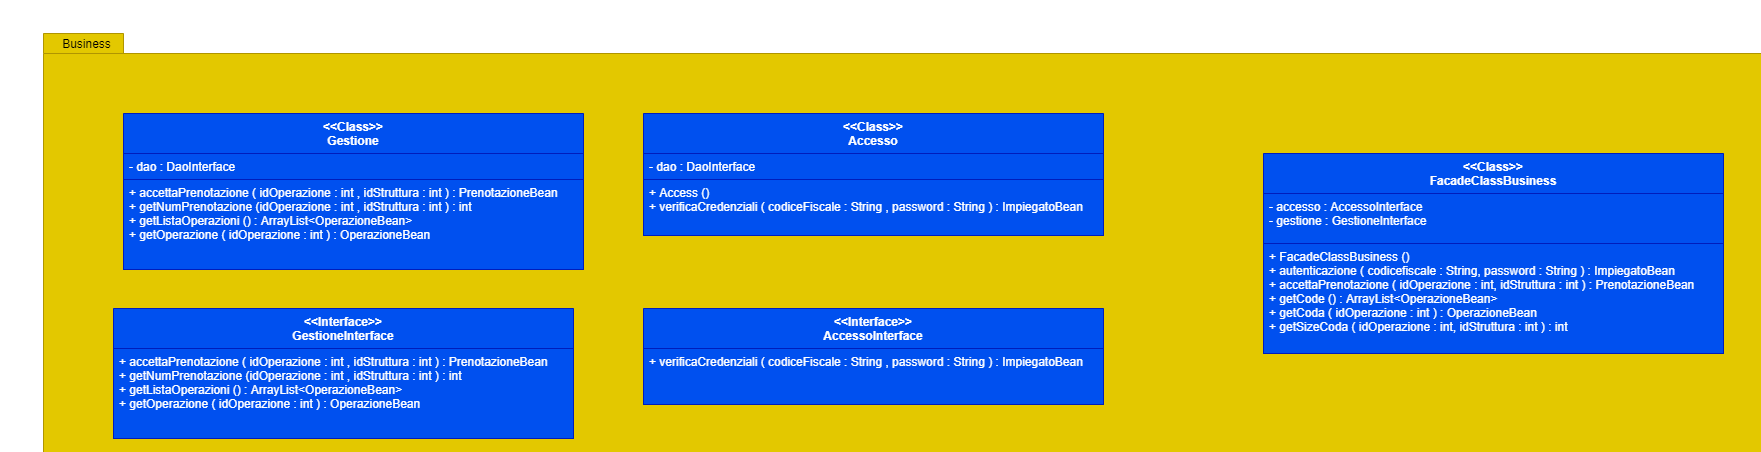 Business
<<Class>>
Gestione
- dao : DaoInterface
+ accettaPrenotazione ( idOperazione : int , idStruttura : int ) : PrenotazioneBean
+ getNumPrenotazione (idOperazione : int , idStruttura : int ) : int
+ getListaOperazioni () : ArrayList<OperazioneBean>
+ getOperazione ( idOperazione : int ) : OperazioneBean
<<Class>>
Accesso
- dao : DaoInterface
+ Access ()
+ verificaCredenziali ( codiceFiscale : String , password : String ) : ImpiegatoBean
<<Class>>
FacadeClassBusiness
- accesso : AccessoInterface
- gestione : GestioneInterface
+ FacadeClassBusiness ()
+ autenticazione ( codicefiscale : String, password : String ) : ImpiegatoBean
+ accettaPrenotazione ( idOperazione : int, idStruttura : int ) : PrenotazioneBean
+ getCode () : ArrayList<OperazioneBean>
+ getCoda ( idOperazione : int ) : OperazioneBean
+ getSizeCoda ( idOperazione : int, idStruttura : int ) : int
<<Interface>>
GestioneInterface
+ accettaPrenotazione ( idOperazione : int , idStruttura : int ) : PrenotazioneBean
+ getNumPrenotazione (idOperazione : int , idStruttura : int ) : int
+ getListaOperazioni () : ArrayList<OperazioneBean>
+ getOperazione ( idOperazione : int ) : OperazioneBean
<<Interface>>
AccessoInterface
+ verificaCredenziali ( codiceFiscale : String , password : String ) : ImpiegatoBean